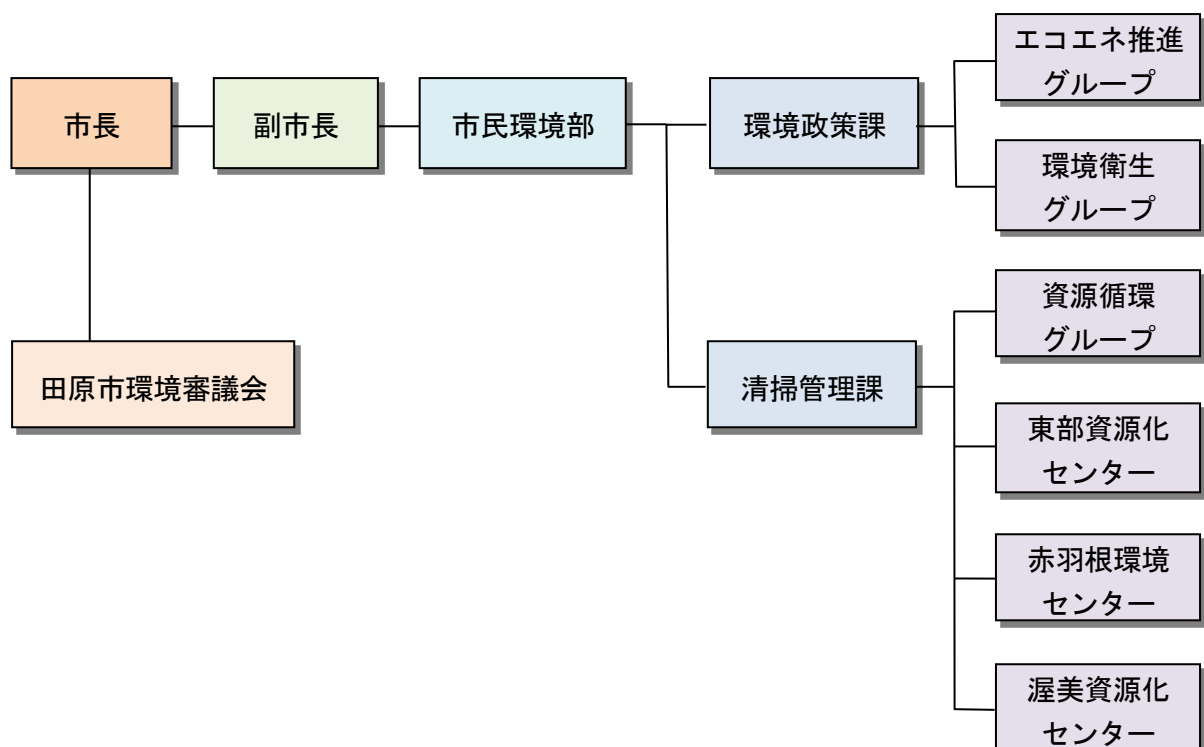 市長
副市長
市民環境部
環境政策課
エコエネ推進
グループ
環境衛生
グループ
田原市環境審議会
清掃管理課
資源循環
グループ
東部資源化
センター
赤羽根環境
センター
渥美資源化
センター